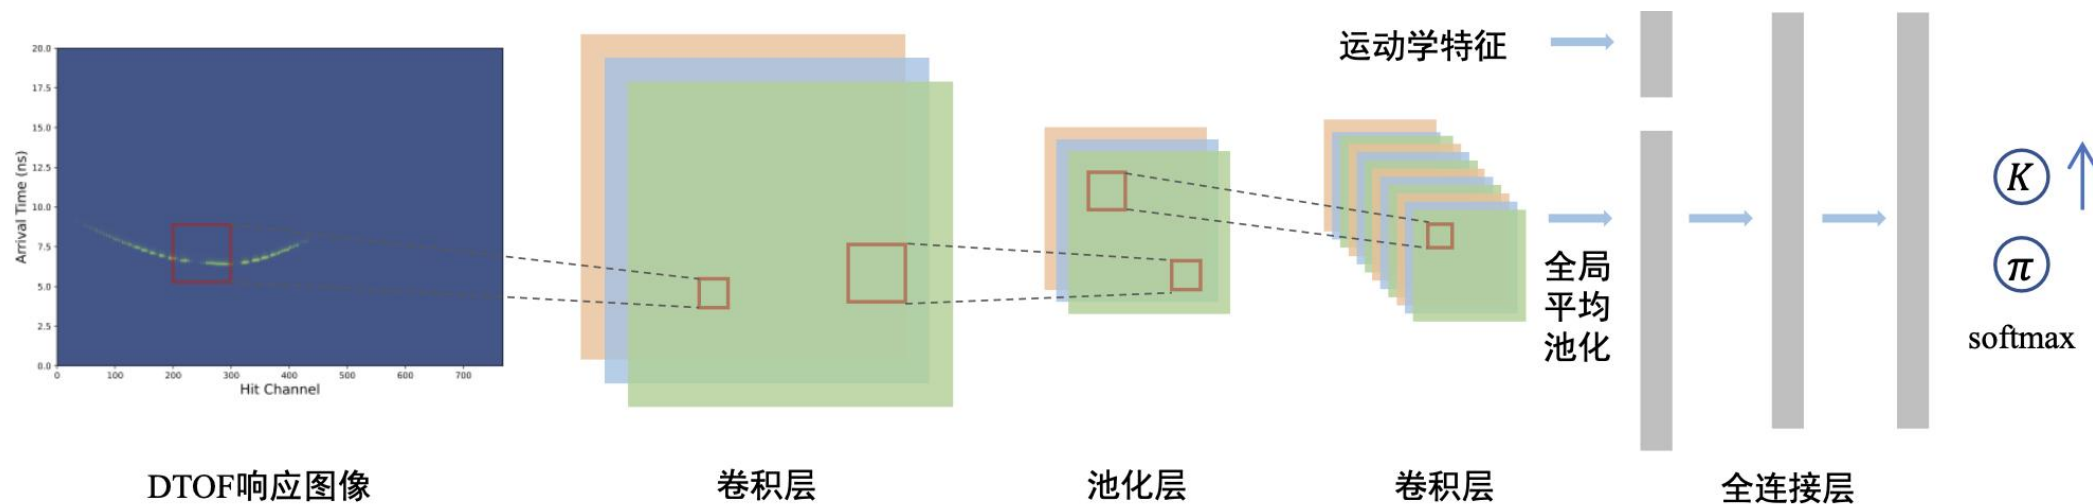 20.0
17.5
15.0
12.5
10.0
7.5
5.0
2.5
0.0
Arrival Time (ns)
0 100 200 300 400 500 600 700
Hit Channel
DTOF响应图像
卷积层
池化层
卷积层
运动学特征
全局
平均
池化
全连接层
K
π
softmax